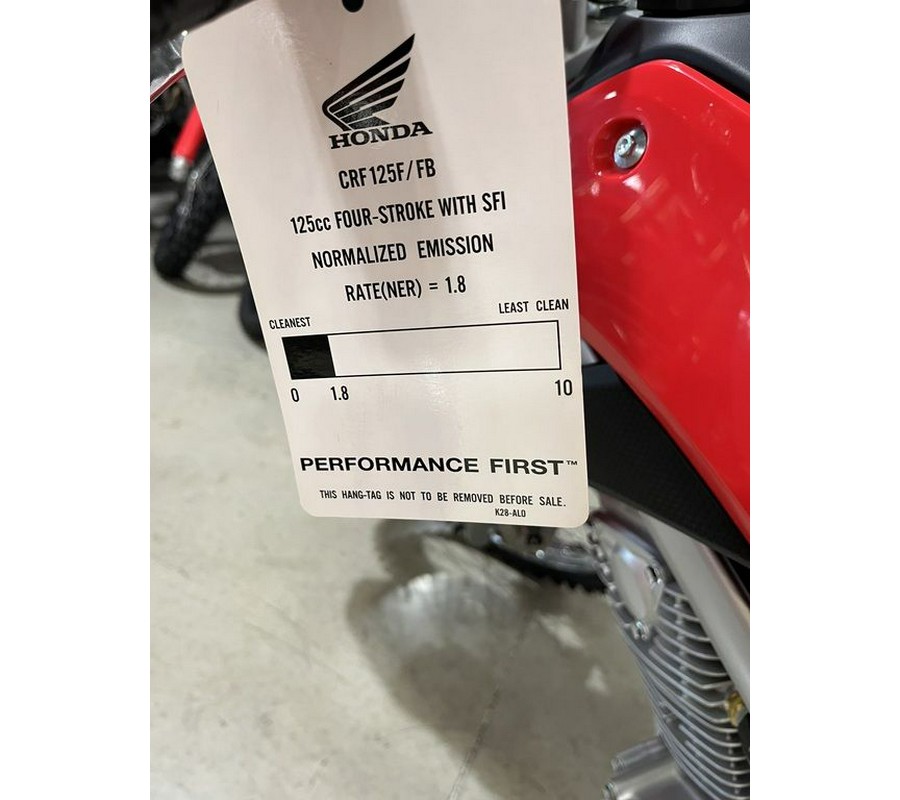 HONDA
CRF125F/FB
125cc FOUR-STROKE WITH SFI
NORMALIZED EMISSION
RATE(NER) = 1.8
CLEANEST LEAST CLEAN
0 1.8 10
PERFORMANCE FIRST™
THIS HANG-TAG IS NOT TO BE REMOVED BEFORE SALE.
K28-AL0